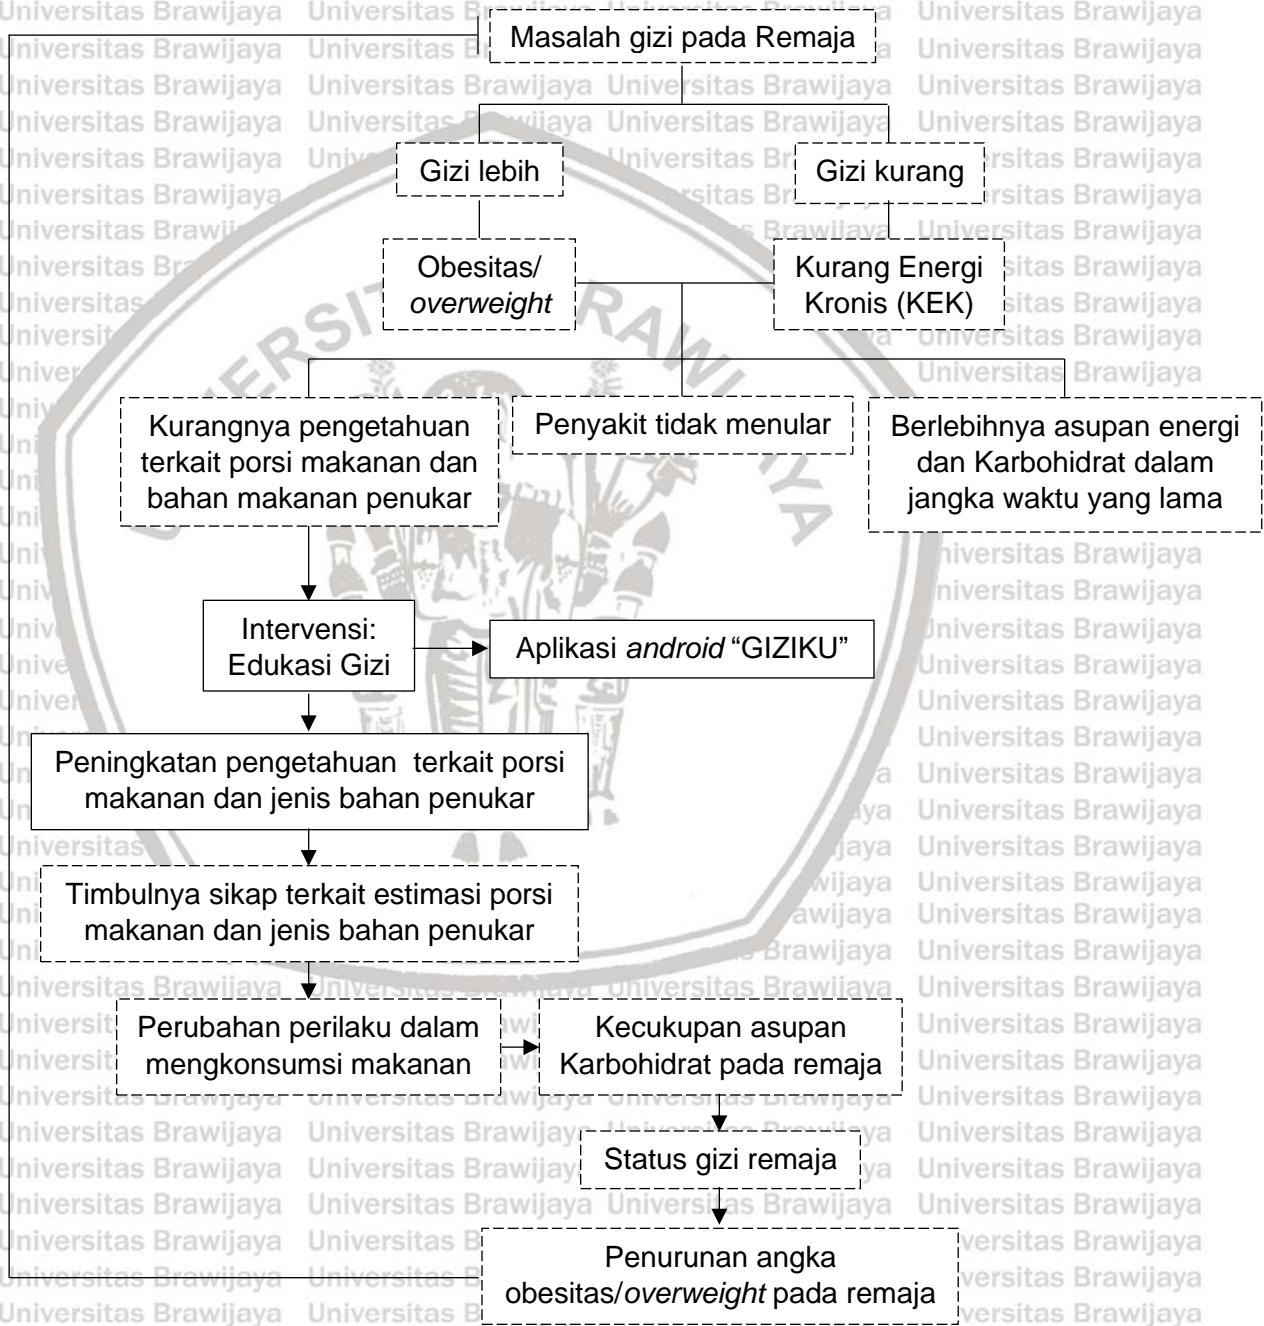 Masalah gizi pada Remaja
Gizi lebih
Gizi kurang
Obesitas/
overweight
Kurang Energi
Kronis (KEK)
Kurangnya pengetahuan
terkait porsi makanan dan
bahan makanan penukar
Penyakit tidak menular
Berlebihnya asupan energi
dan Karbohidrat dalam
jangka waktu yang lama
Intervensi:
Edukasi Gizi
Aplikasi android “GIZIKU”
Peningkatan pengetahuan terkait porsi
makanan dan jenis bahan penukar
Timbulnya sikap terkait estimasi porsi
makanan dan jenis bahan penukar
Perubahan perilaku dalam
mengkonsumsi makanan
Kecukupan asupan
Karbohidrat pada remaja
Status gizi remaja
Penurunan angka
obesitas/overweight pada remaja
Universitas Brawijaya
UNIVERSITAS BRAWIJAYA